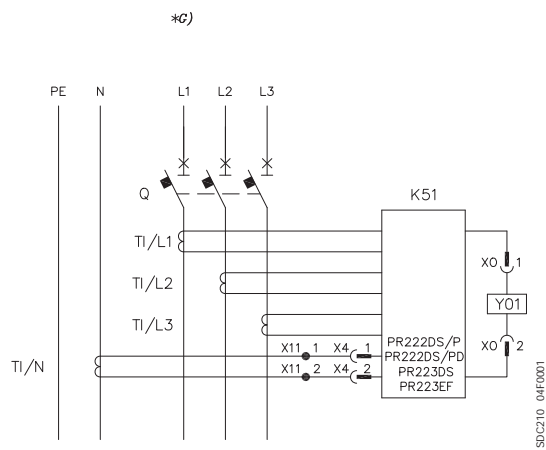 *G)
PE N L1 L2 L3
Q
K51
TI/L1
X0 1
TI/L2
Y01
TI/L3
X0 2
PR222DS/P
X11 1 X4 1
PR222DS/PD
TI/N
PR223DS
X11 2 X4 2
PR223EF
SDC210 04F0001